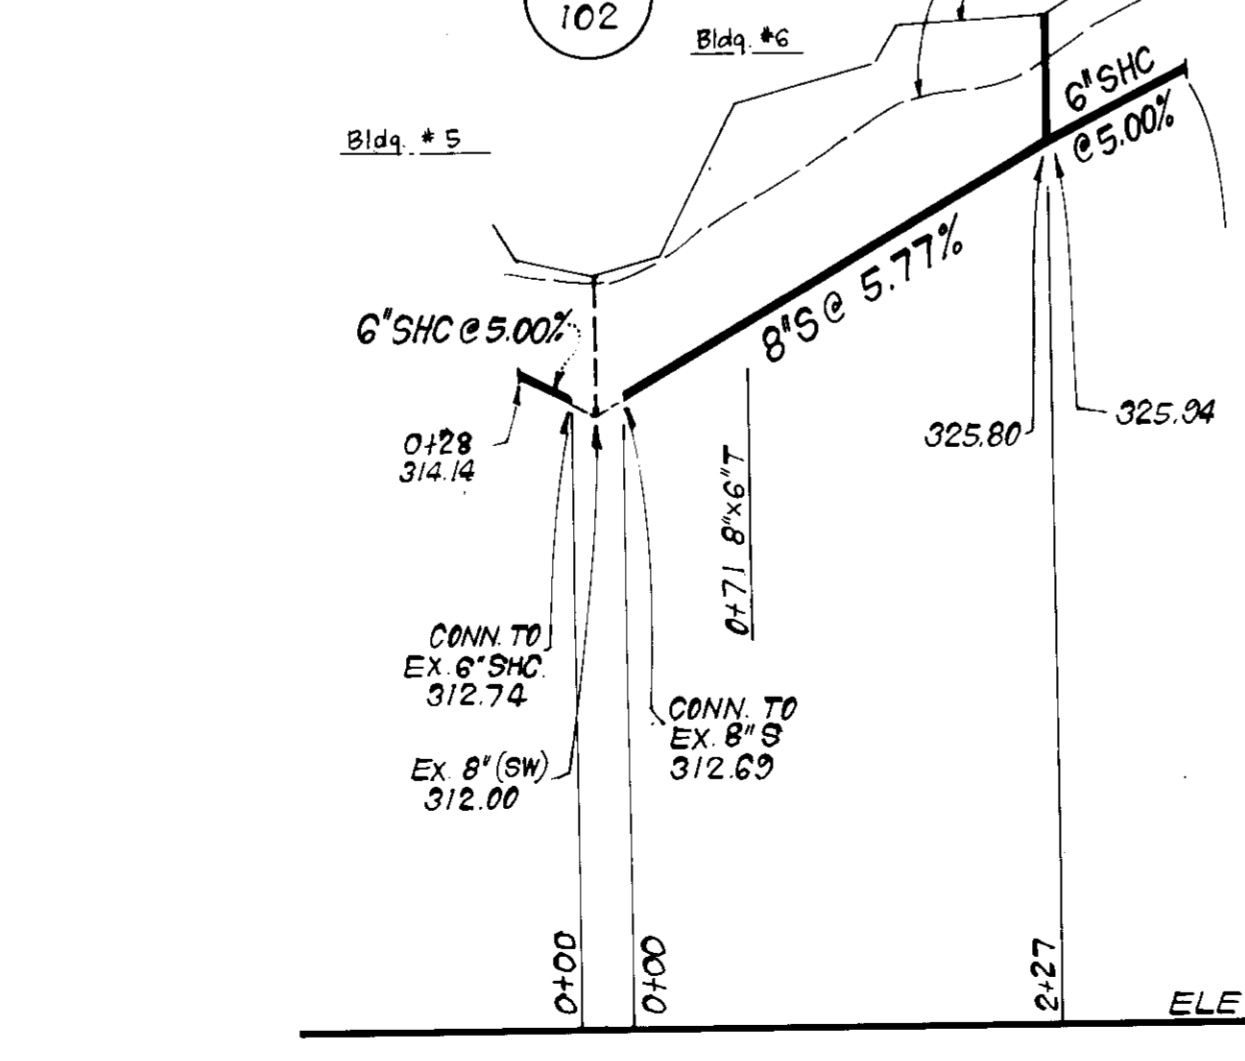 102
Bldg. #6
Bldg. #5
6"SHC
@ 5.00%
8"S @ 5.77%
6"SHC @ 5.00%
0+28
314.14
325.80
325.94
0+71 8"x6"T
CONN. TO
EX. 6"SHC.
312.74
CONN. TO
EX. 8" S
312.69
EX. 8" (SW)
312.00
0+00
0+00
2+27
ELE